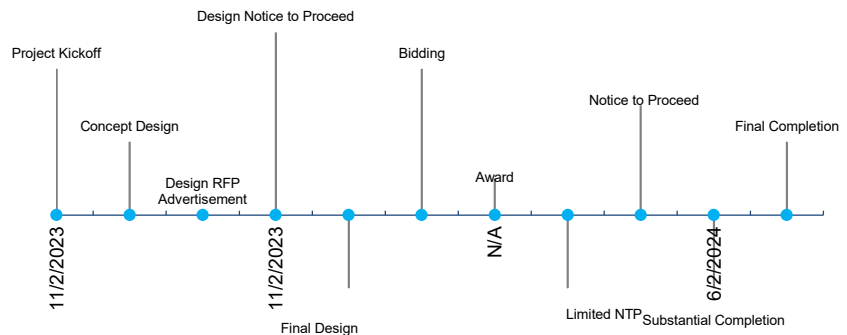 Design Notice to Proceed
Project Kickoff
Bidding
Notice to Proceed
Concept Design
Final Completion
Design RFP
Advertisement
Award
11/2/2023
11/2/2023
N/A
6/2/2024
Limited NTP
Substantial Completion
Final Design